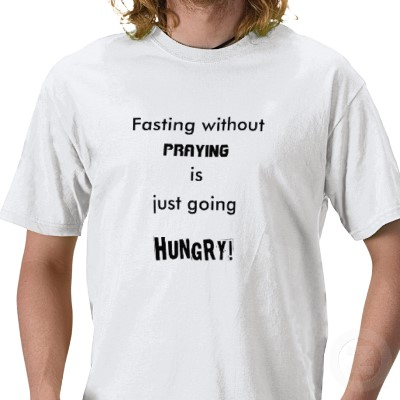 Fasting without
PRAYING
is
just going
HUNGRY!